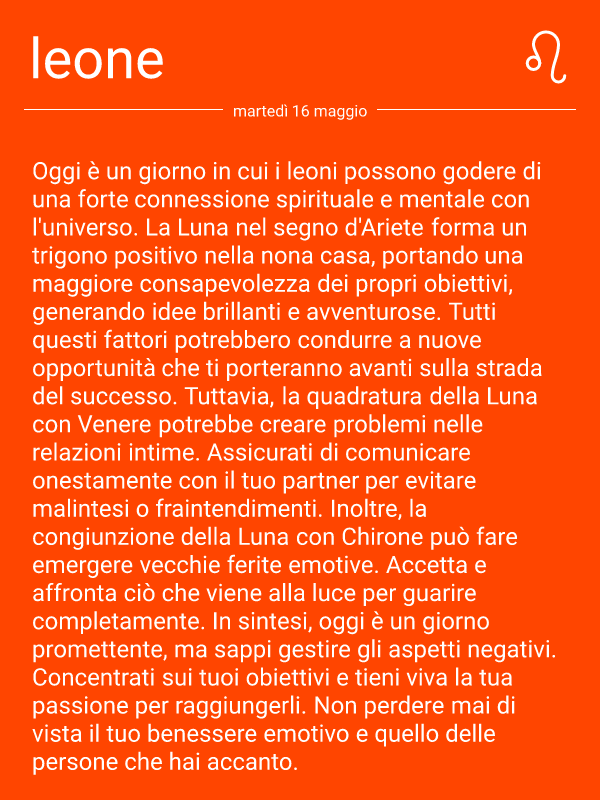 leone
martedì 16 maggio
Oggi è un giorno in cui i leoni possono godere di
una forte connessione spirituale e mentale con
l'universo. La Luna nel segno d'Ariete forma un
trigono positivo nella nona casa, portando una
maggiore consapevolezza dei propri obiettivi,
generando idee brillanti e avventurose. Tutti
questi fattori potrebbero condurre a nuove
opportunità che ti porteranno avanti sulla strada
del successo. Tuttavia, la quadratura della Luna
con Venere potrebbe creare problemi nelle
relazioni intime. Assicurati di comunicare
onestamente con il tuo partner per evitare
malintesi o fraintendimenti. Inoltre, la
congiunzione della Luna con Chirone può fare
emergere vecchie ferite emotive. Accetta e
affronta ciò che viene alla luce per guarire
completamente. In sintesi, oggi è un giorno
promettente, ma sappi gestire gli aspetti negativi.
Concentrati sui tuoi obiettivi e tieni viva la tua
passione per raggiungerli. Non perdere mai di
vista il tuo benessere emotivo e quello delle
persone che hai accanto.